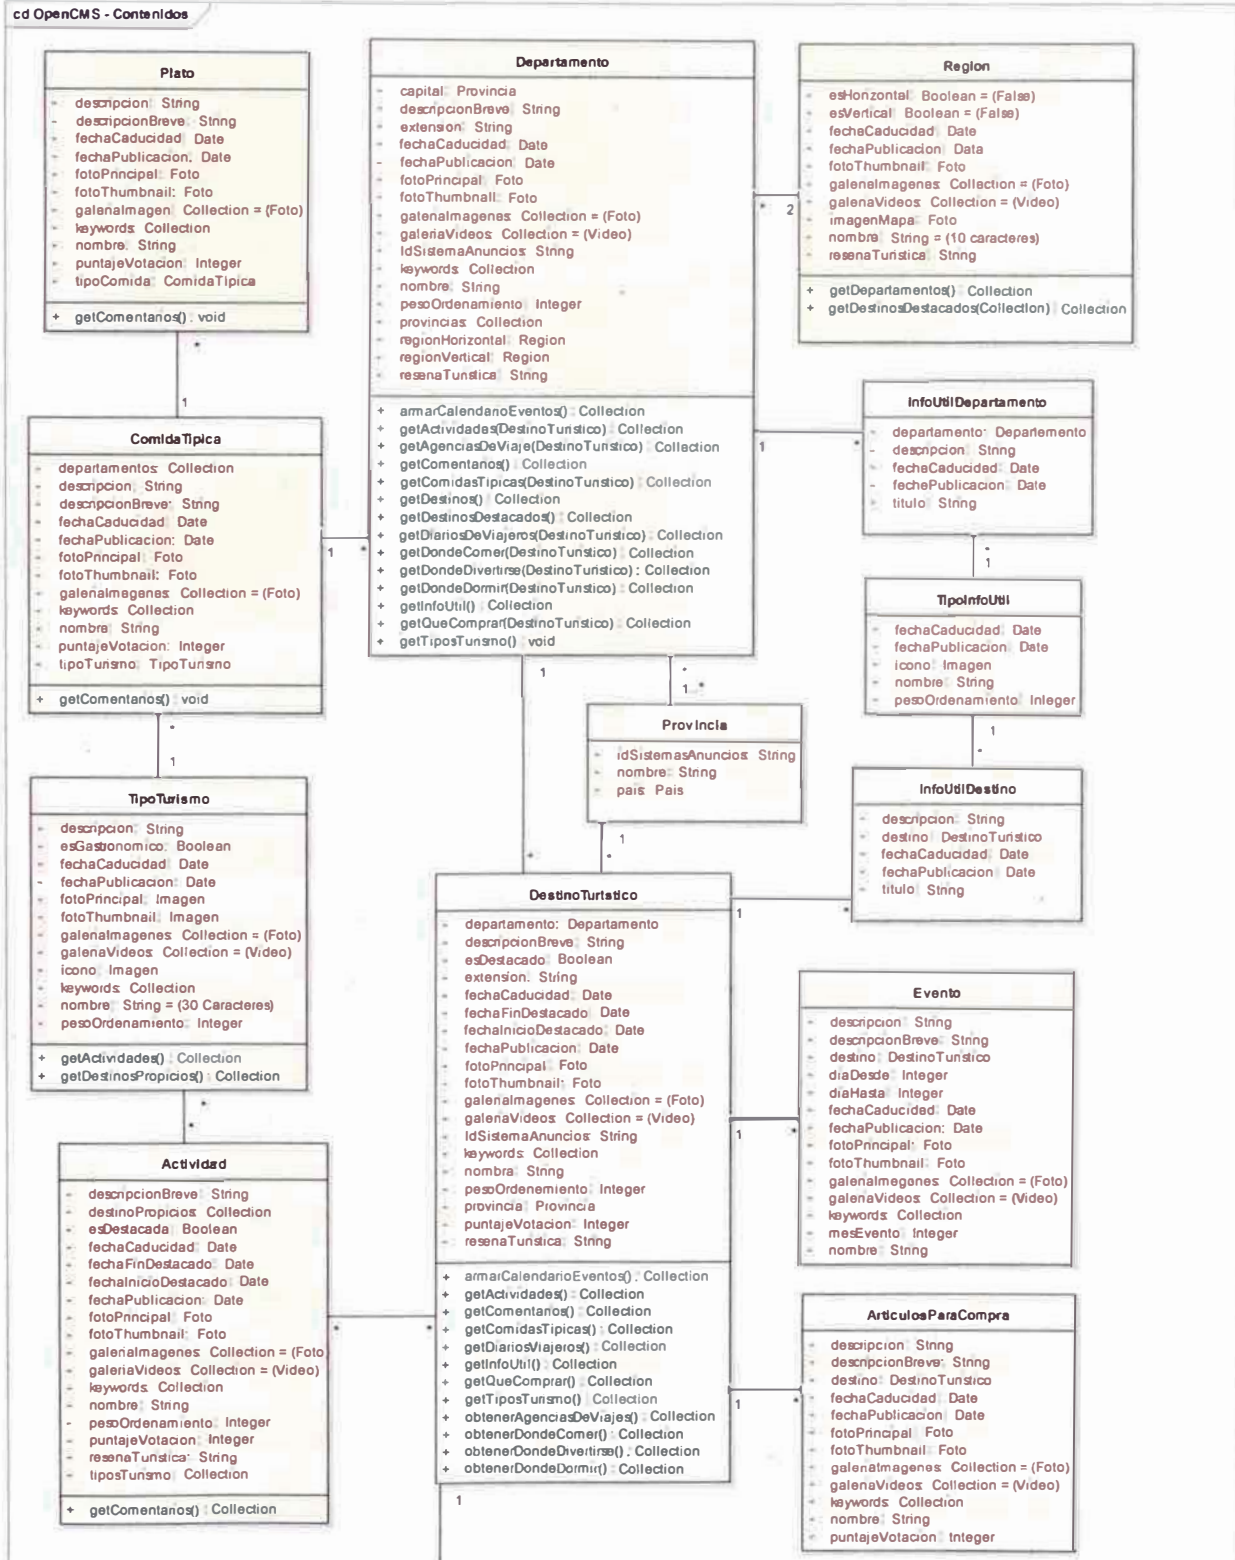 cd OpenCMS - Contenidos
Plato
- descripcion: String
- descripcionBreve: String
- fechaCaducidad: Date
- fechaPublicacion: Date
- fotoPrincipal: Foto
- fotoThumbnail: Foto
- galeriaImagen: Collection = (Foto)
- keywords: Collection
- nombre: String
- puntajeVotacion: Integer
- tipoComida: ComidaTipica
+ getComentarios() : void
* 
1
ComidaTipica
- departamentos: Collection
- descripcion: String
- descripcionBreve: String
- fechaCaducidad: Date
- fechaPublicacion: Date
- fotoPrincipal: Foto
- fotoThumbnail: Foto
- galeriaImagenes: Collection = (Foto)
- keywords: Collection
- nombre: String
- puntajeVotacion: Integer
- tipoTurismo: TipoTurismo
+ getComentarios() : void
*
1
TipoTurismo
- descripcion: String
- esGastronomico: Boolean
- fechaCaducidad: Date
- fechaPublicacion: Date
- fotoPrincipal: Imagen
- fotoThumbnail: Imagen
- galeriaImagenes: Collection = (Foto)
- galeriaVideos: Collection = (Video)
- icono: Imagen
- keywords: Collection
- nombre: String = (30 Caracteres)
- pesoOrdenamiento: Integer
+ getActividades() : Collection
+ getDestinosPropicios() : Collection
*
*
Actividad
- descripcionBreve: String
- destinoPropicios: Collection
- esDestacada: Boolean
- fechaCaducidad: Date
- fechaFinDestacado: Date
- fechaInicioDestacado: Date
- fechaPublicacion: Date
- fotoPrincipal: Foto
- fotoThumbnail: Foto
- galeriaImagenes: Collection = (Foto
- galeriaVideos: Collection = (Video)
- keywords: Collection
- nombre: String
- pesoOrdenamiento: Integer
- puntajeVotacion: Integer
- resenaTuristica: String
- tiposTurismo: Collection
+ getComentarios() : Collection
Departamento
- capital: Provincia
- descripcionBreve: String
- extension: String
- fechaCaducidad: Date
- fechaPublicacion: Date
- fotoPrincipal: Foto
- fotoThumbnail: Foto
- galeriaImagenes: Collection = (Foto)
- galeriaVideos: Collection = (Video)
- IdSistemaAnuncios: String
- keywords: Collection
- nombre: String
- pesoOrdenamiento: Integer
- provincias: Collection
- regionHorizontal: Region
- regionVertical: Region
- resenaTuristica: String
+ armarCalendarioEventos() : Collection
+ getActividades(DestinoTuristico) : Collection
+ getAgenciasDeViaje(DestinoTuristico) : Collection
+ getComentarios() : Collection
+ getComidasTipicas(DestinoTuristico) : Collection
+ getDestinos() : Collection
+ getDestinosDestacados() : Collection
+ getDiariosDeViajeros(DestinoTuristico) : Collection
+ getDondeComer(DestinoTuristico) : Collection
+ getDondeDivertirse(DestinoTuristico) : Collection
+ getDondeDormir(DestinoTuristico) : Collection
+ getInfoUtil() : Collection
+ getQueComprar(DestinoTuristico) : Collection
+ getTiposTurismo() : void
1 *
1
*
1..*
Provincia
- idSistemasAnuncios: String
- nombre: String
- pais: Pais
1
*
*
DestinoTuristico
- departamento: Departamento
- descripcionBreve: String
- esDestacado: Boolean
- extension: String
- fechaCaducidad: Date
- fechaFinDestacado: Date
- fechaInicioDestacado: Date
- fechaPublicacion: Date
- fotoPrincipal: Foto
- fotoThumbnail: Foto
- galeriaImagenes: Collection = (Foto)
- galeriaVideos: Collection = (Video)
- IdSistemaAnuncios: String
- keywords: Collection
- nombra: String
- pesoOrdenemiento: Integer
- provincia: Provincia
- puntajeVotacion: Integer
- resenaTuristica: String
+ armarCalendarioEventos() : Collection
+ getActividades() : Collection
+ getComentarios() : Collection
+ getComidasTipicas() : Collection
+ getDiariosViajeros() : Collection
+ getInfoUtil() : Collection
+ getQueComprar() : Collection
+ getTiposTurismo() : Collection
+ obtenerAgenciasDeViajes() : Collection
+ obtenerDondeComer() : Collection
+ obtenerDondeDivertirse() : Collection
+ obtenerDondeDormir() : Collection
* *
1
Region
- esHorizontal: Boolean = (False)
- esVertical: Boolean = (False)
- fechaCaducidad: Date
- fechaPublicacion: Data
- fotoThumbnail: Foto
- galeriaImagenes: Collection = (Foto)
- galeriaVideos: Collection = (Video)
- imagenMapa: Foto
- nombre: String = (10 caracteres)
- resenaTuristica: String
+ getDepartamentos() : Collection
+ getDestinosDestacados(Collection) : Collection
* 2
InfoUtilDepartamento
- departamento: Departemento
- descripcion: String
- fechaCaducidad: Date
- fechePublicacion: Date
- titulo: String
1 *
*
1
TipoInfoUtil
- fechaCaducidad: Date
- fechaPublicacion: Date
- icono: Imagen
- nombre: String
- pesoOrdenamiento: Integer
1
*
InfoUtilDestino
- descripcion: String
- destino: DestinoTuristico
- fechaCaducidad: Date
- fechaPublicacion: Date
- titulo: String
1 *
Evento
- descripcion: String
- descripcionBreve: String
- destino: DestinoTuristico
- diaDesde: Integer
- diaHasta: Integer
- fechaCaducidad: Date
- fechaPublicacion: Date
- fotoPrincipal: Foto
- fotoThumbnail: Foto
- galeriaImegones: Collection = (Foto)
- galeriaVideos: Collection = (Video)
- keywords: Collection
- mesEvento: Integer
- nombre: String
1 *
ArticulosParaCompra
- descripcion: String
- descripcionBreve: String
- destino: DestinoTuristico
- fechaCaducidad: Date
- fechaPublicacion: Date
- fotoPrincipal: Foto
- fotoThumbnail: Foto
- galeriaImagenes: Collection = (Foto)
- galeriaVideos: Collection = (Video)
- keywords: Collection
- nombre: String
- puntajeVotacion: Integer
1 *